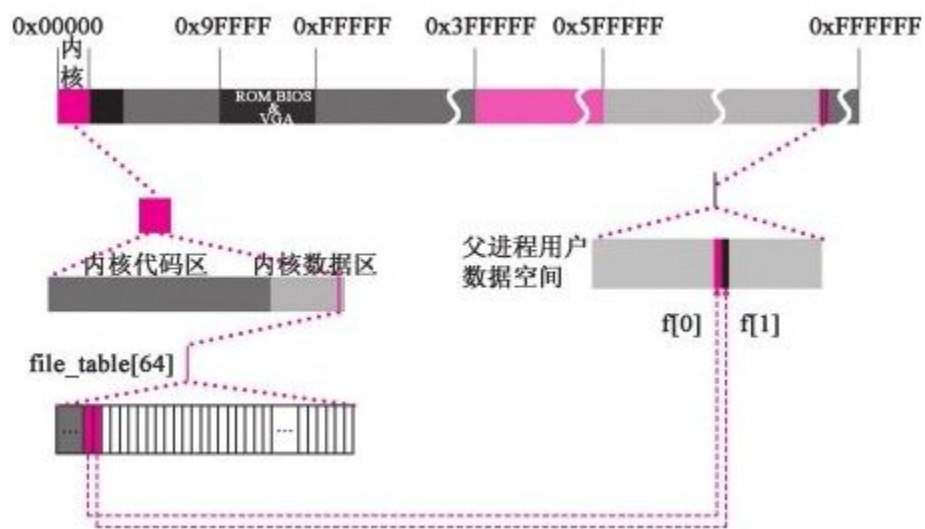 0x00000 0x9FFFF 0xFFFFF 0x3FFFFF 0x5FFFFF 0xFFFFFF
内
核
ROM BIOS
&
VGA
内核代码区 内核数据区
父进程用户
数据空间
f[0] f[1]
file_table[64]
... ...